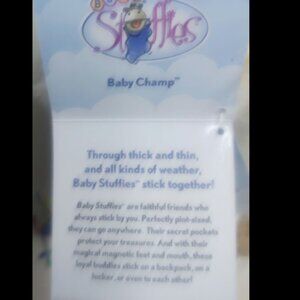 Stuffies
Baby Champ™
Through thick and thin,
and all kinds of weather,
Baby Stuffies™ stick together!
Baby Stuffies™ are faithful friends who
always stick by you. Perfectly pint-sized,
they can go anywhere. Their secret pockets
protect your treasures. And with their
magical magnetic feet and mouth, these
loyal buddies stick on a backpack, on a
locker, or even to each other!